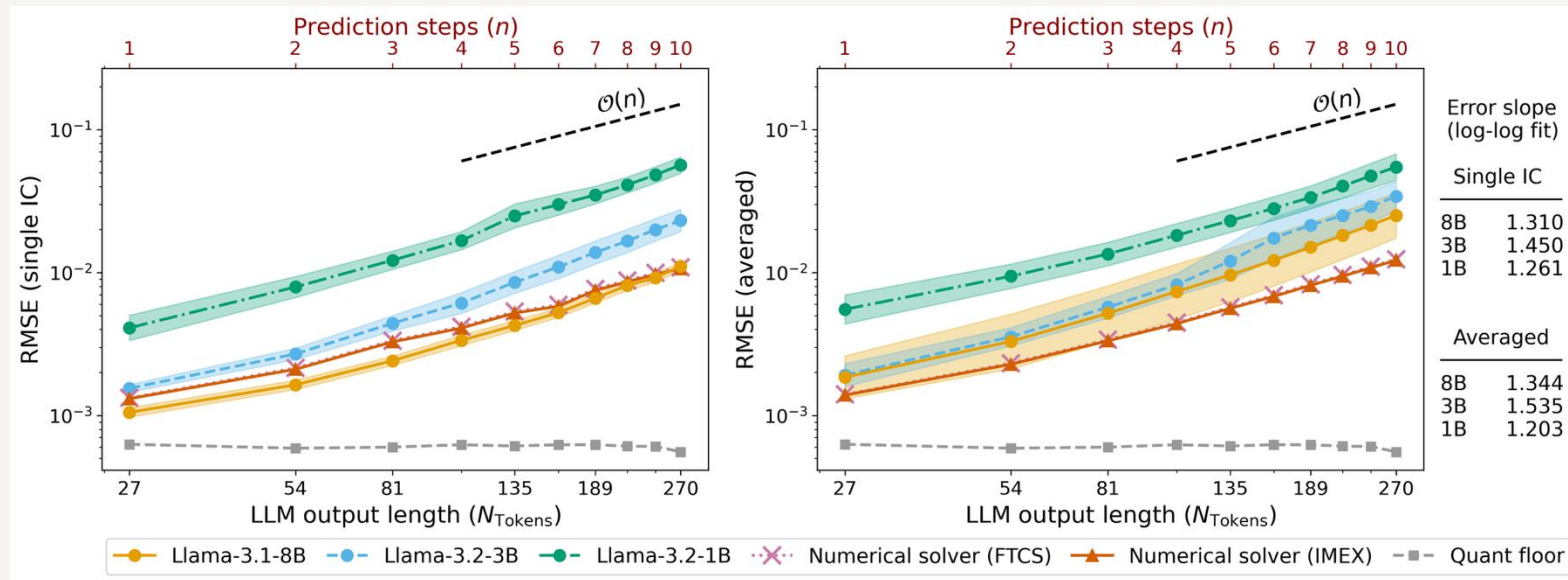 Prediction steps (n)
1 2 3 4 5 6 7 8 9 10
O(n)
10⁻¹
10⁻²
10⁻³
RMSE (single IC)
27 54 81 135 189 270
LLM output length (N_Tokens)
Prediction steps (n)
1 2 3 4 5 6 7 8 9 10
O(n)
10⁻¹
10⁻²
10⁻³
RMSE (averaged)
27 54 81 135 189 270
LLM output length (N_Tokens)
Error slope
(log-log fit)
Single IC
8B 1.310
3B 1.450
1B 1.261
Averaged
8B 1.344
3B 1.535
1B 1.203
Llama-3.1-8B Llama-3.2-3B Llama-3.2-1B Numerical solver (FTCS) Numerical solver (IMEX) Quant floor